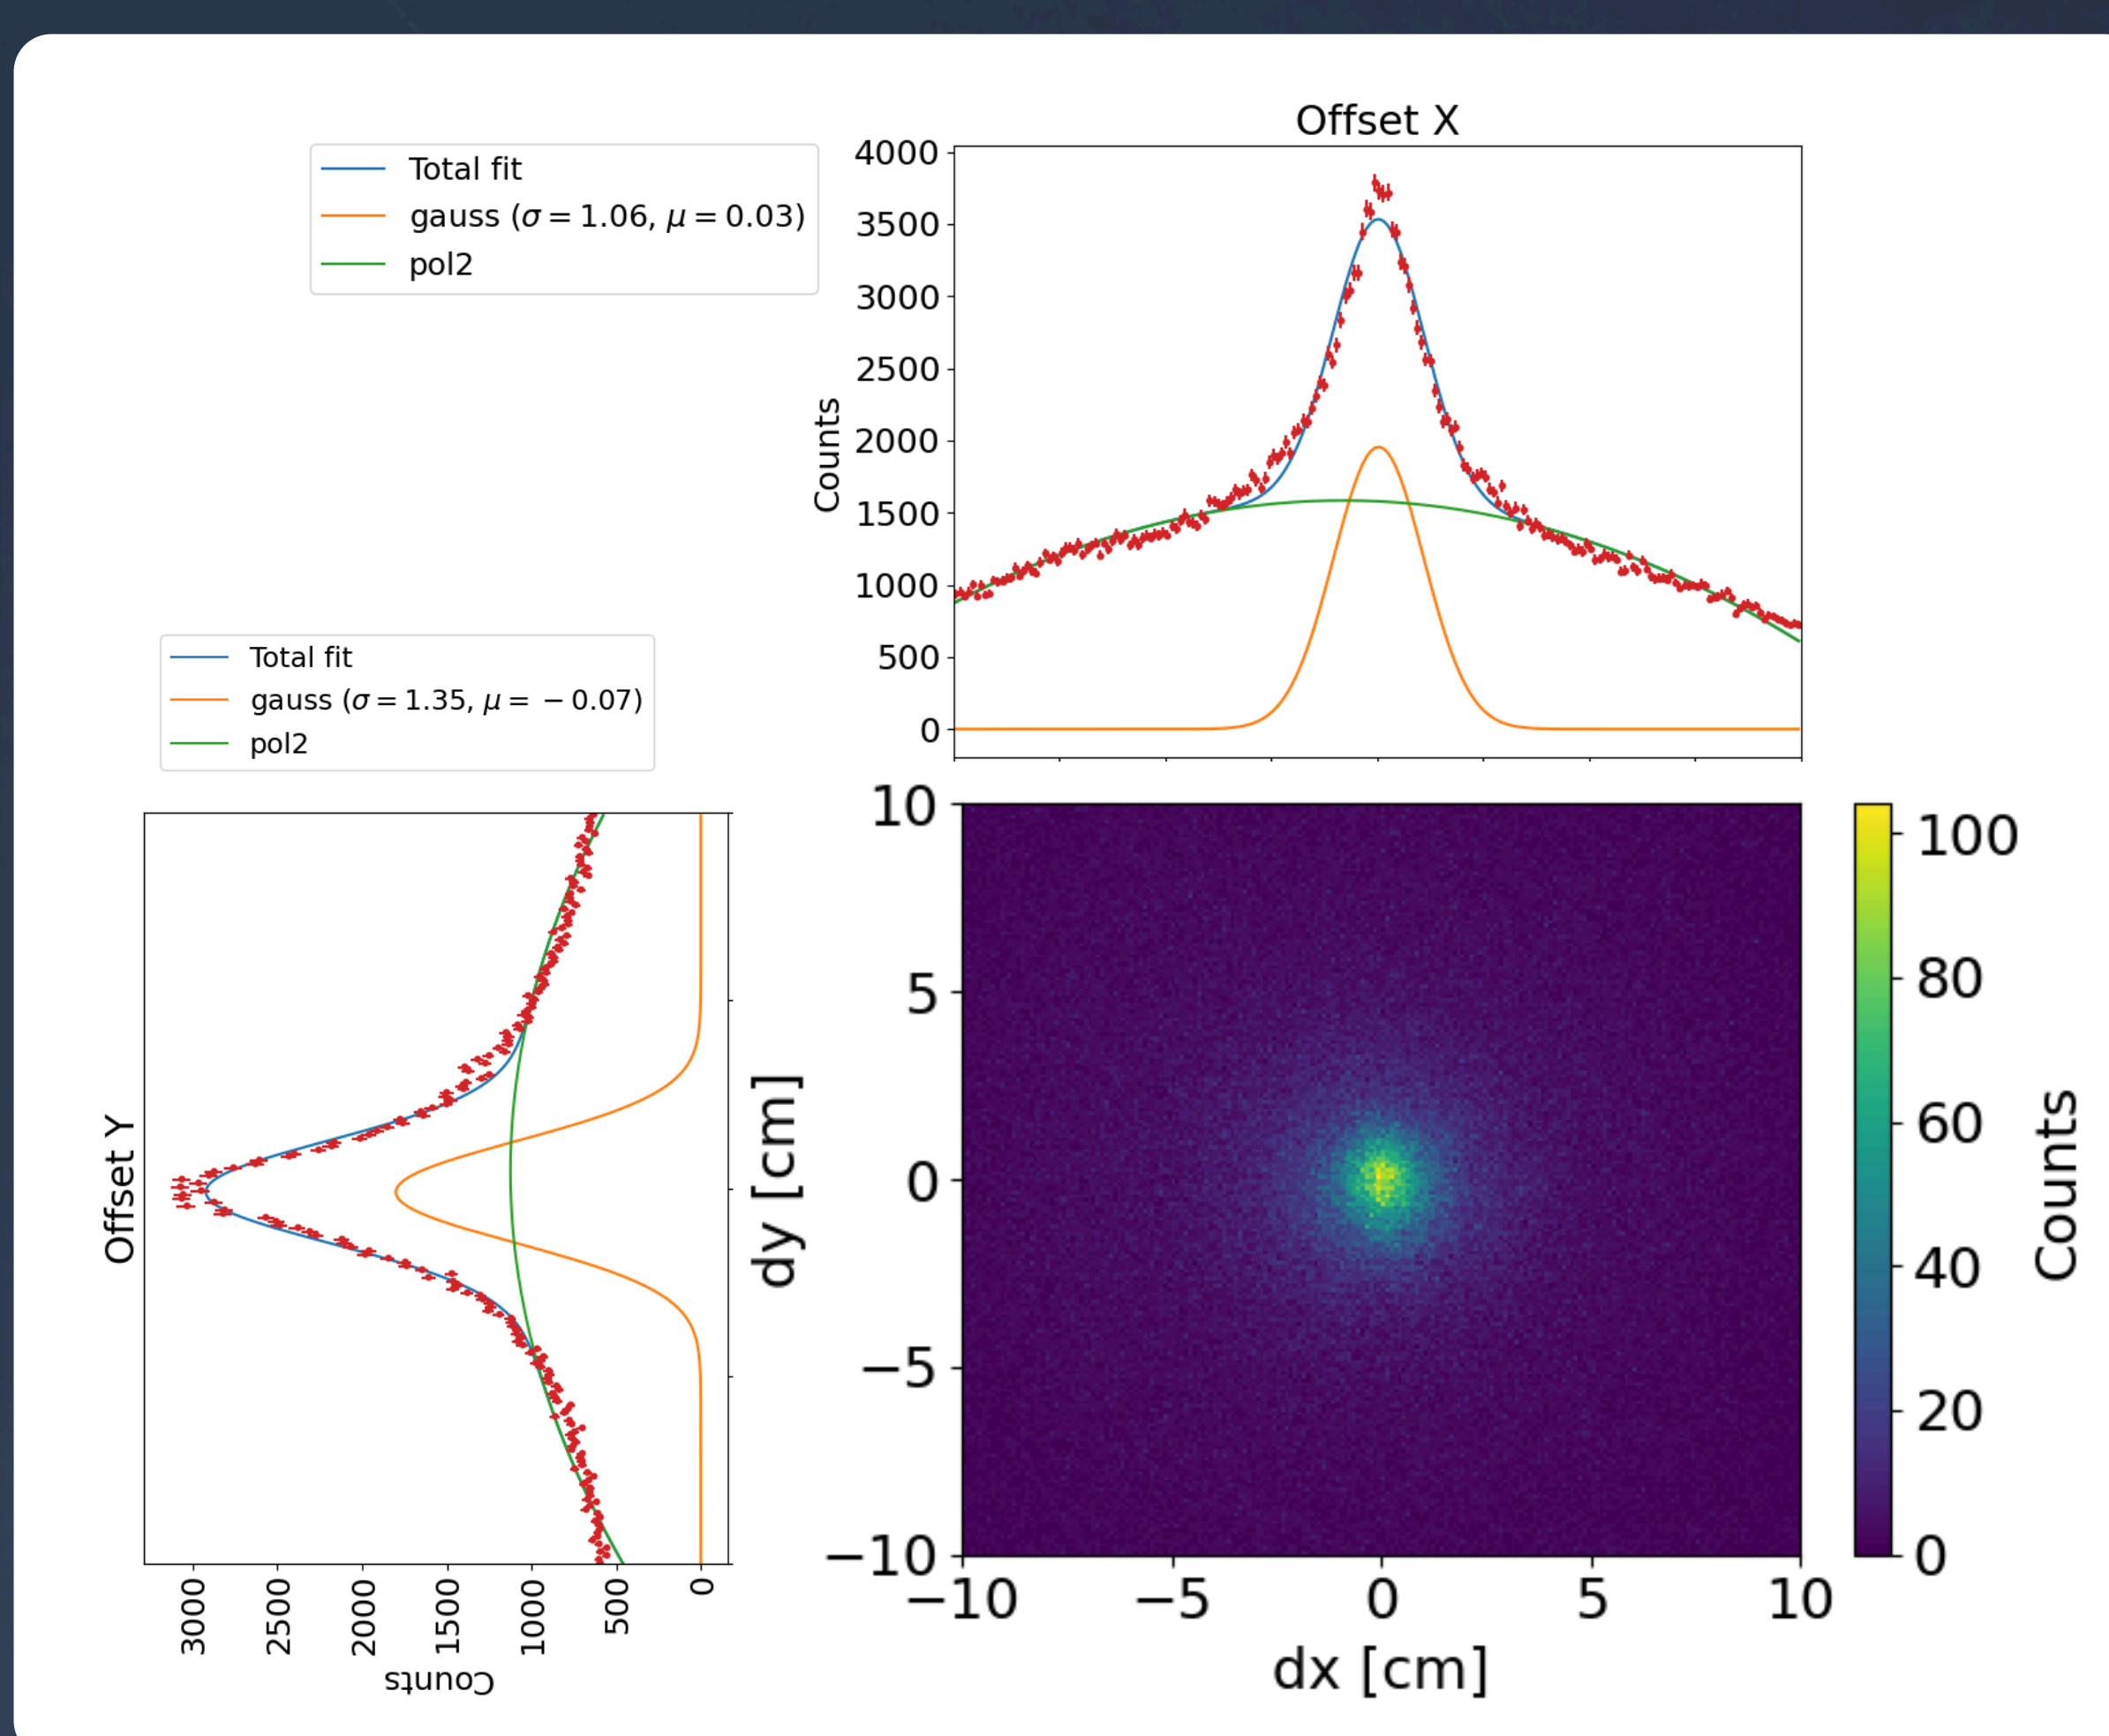 Offset X
Total fit
gauss (σ = 1.06, μ = 0.03)
pol2
4000
3500
3000
2500
2000
1500
1000
500
0
Counts
Total fit
gauss (σ = 1.35, μ = − 0.07)
pol2
Offset Y
3000
2500
2000
1500
1000
500
0
Counts
10
5
0
−5
−10
dy [cm]
−10
−5
0
5
10
dx [cm]
100
80
60
40
20
0
Counts